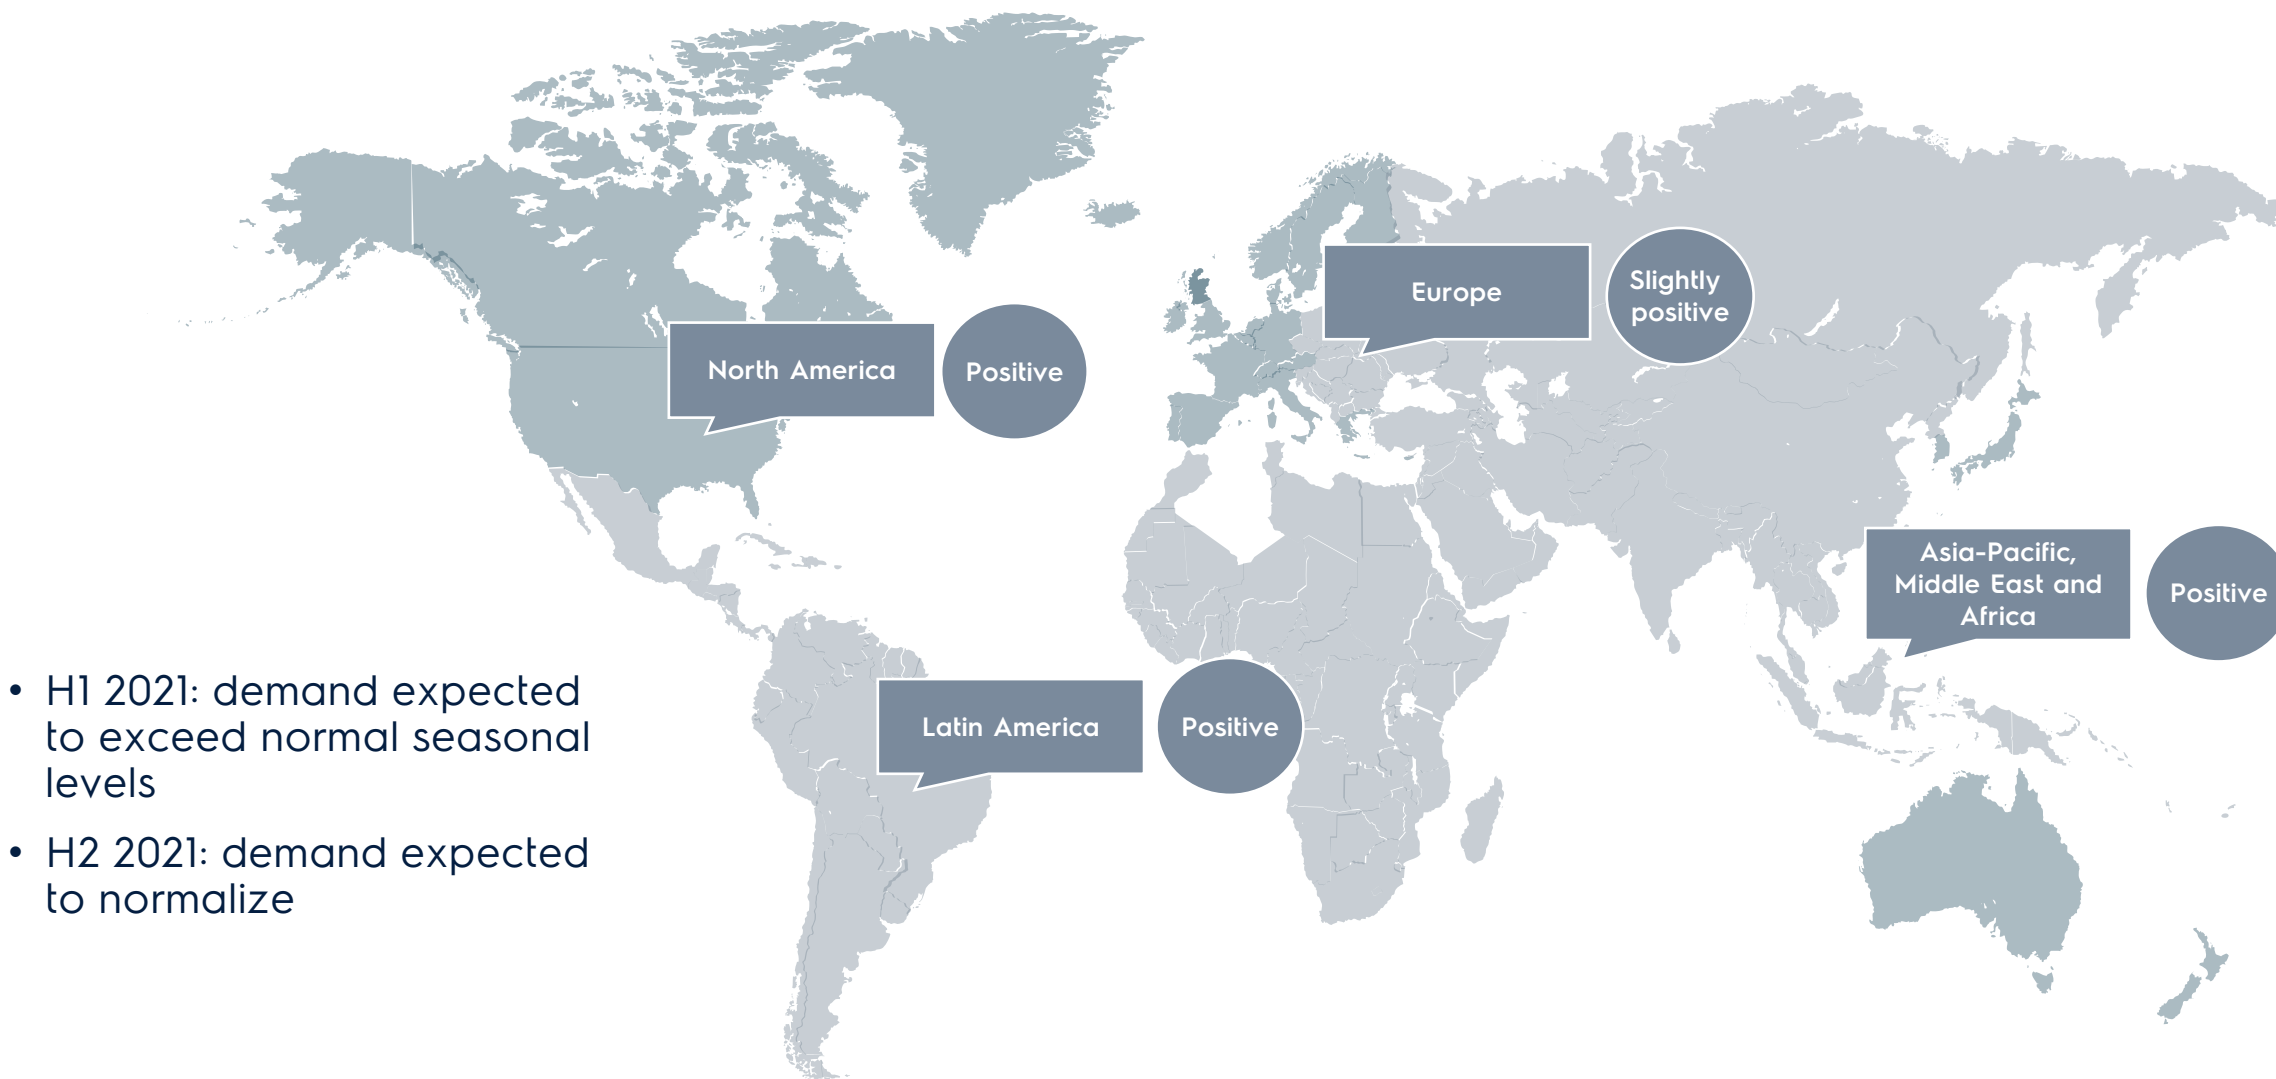 Europe
Slightly
positive
North America
Positive
Asia-Pacific,
Middle East and
Africa
Positive
Latin America
Positive
• H1 2021: demand expected
to exceed normal seasonal
levels
• H2 2021: demand expected
to normalize